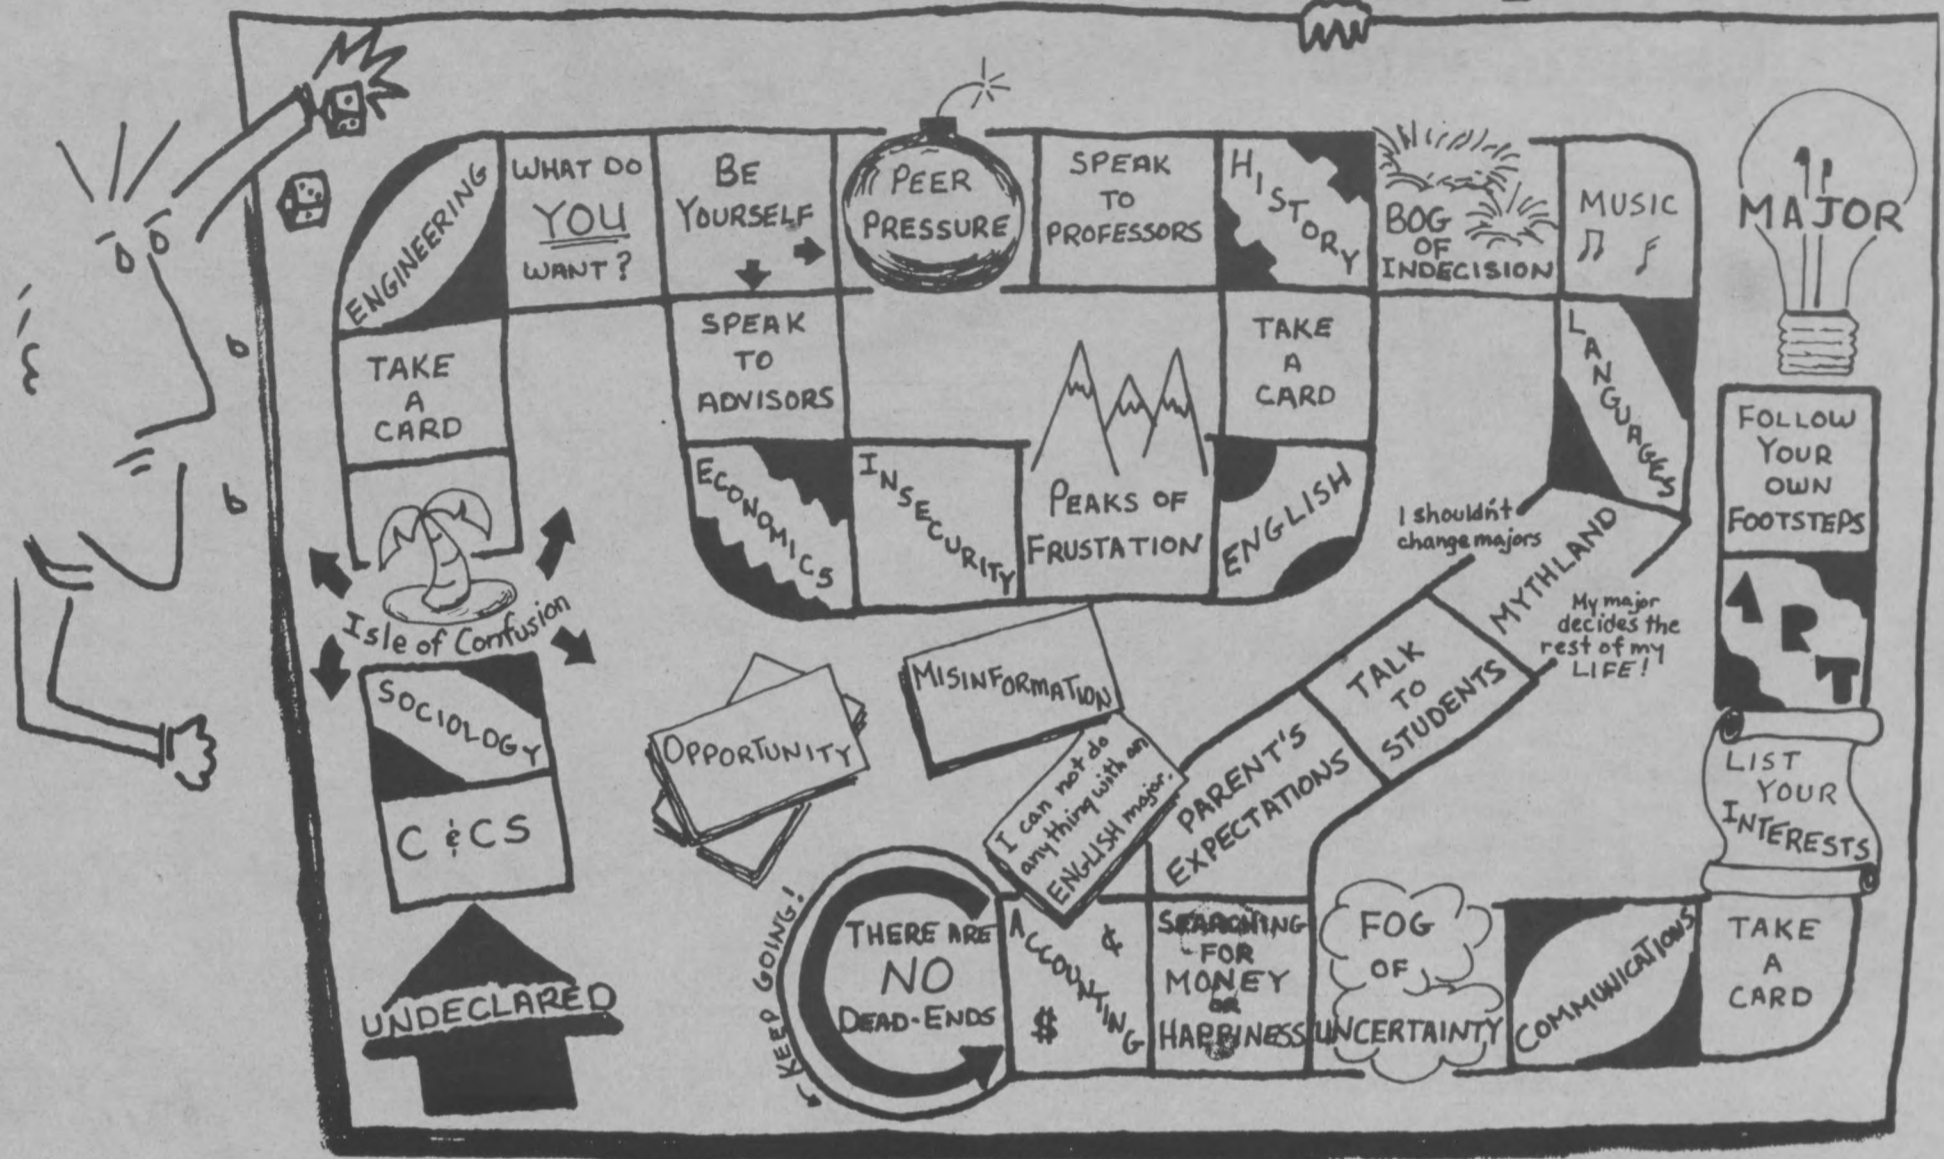 UNDECLARED
C & CS
SOCIOLOGY
Isle of Confusion
TAKE
A
CARD
ENGINEERING
WHAT DO
YOU
WANT?
BE
YOURSELF
PEER
PRESSURE
SPEAK
TO
PROFESSORS
HISTORY
BOG
OF
INDECISION
MUSIC
LANGUAGES
SPEAK
TO
ADVISORS
ECONOMICS
INSECURITY
PEAKS OF
FRUSTATION
ENGLISH
TAKE
A
CARD
I shouldn't
change majors
MYTHLAND
My major
decides the
rest of my
LIFE!
TALK
TO
STUDENTS
PARENT'S
EXPECTATIONS
OPPORTUNITY
MISINFORMATION
I can not do
anything with an
ENGLISH major.
KEEP GOING!
THERE ARE
NO
DEAD-ENDS
ACCOUNTING
¢
$
SEARCHING
FOR
MONEY
OR
HAPPINESS
FOG
OF
UNCERTAINTY
COMMUNICATIONS
TAKE
A
CARD
LIST
YOUR
INTERESTS
ART
FOLLOW
YOUR
OWN
FOOTSTEPS
MAJOR